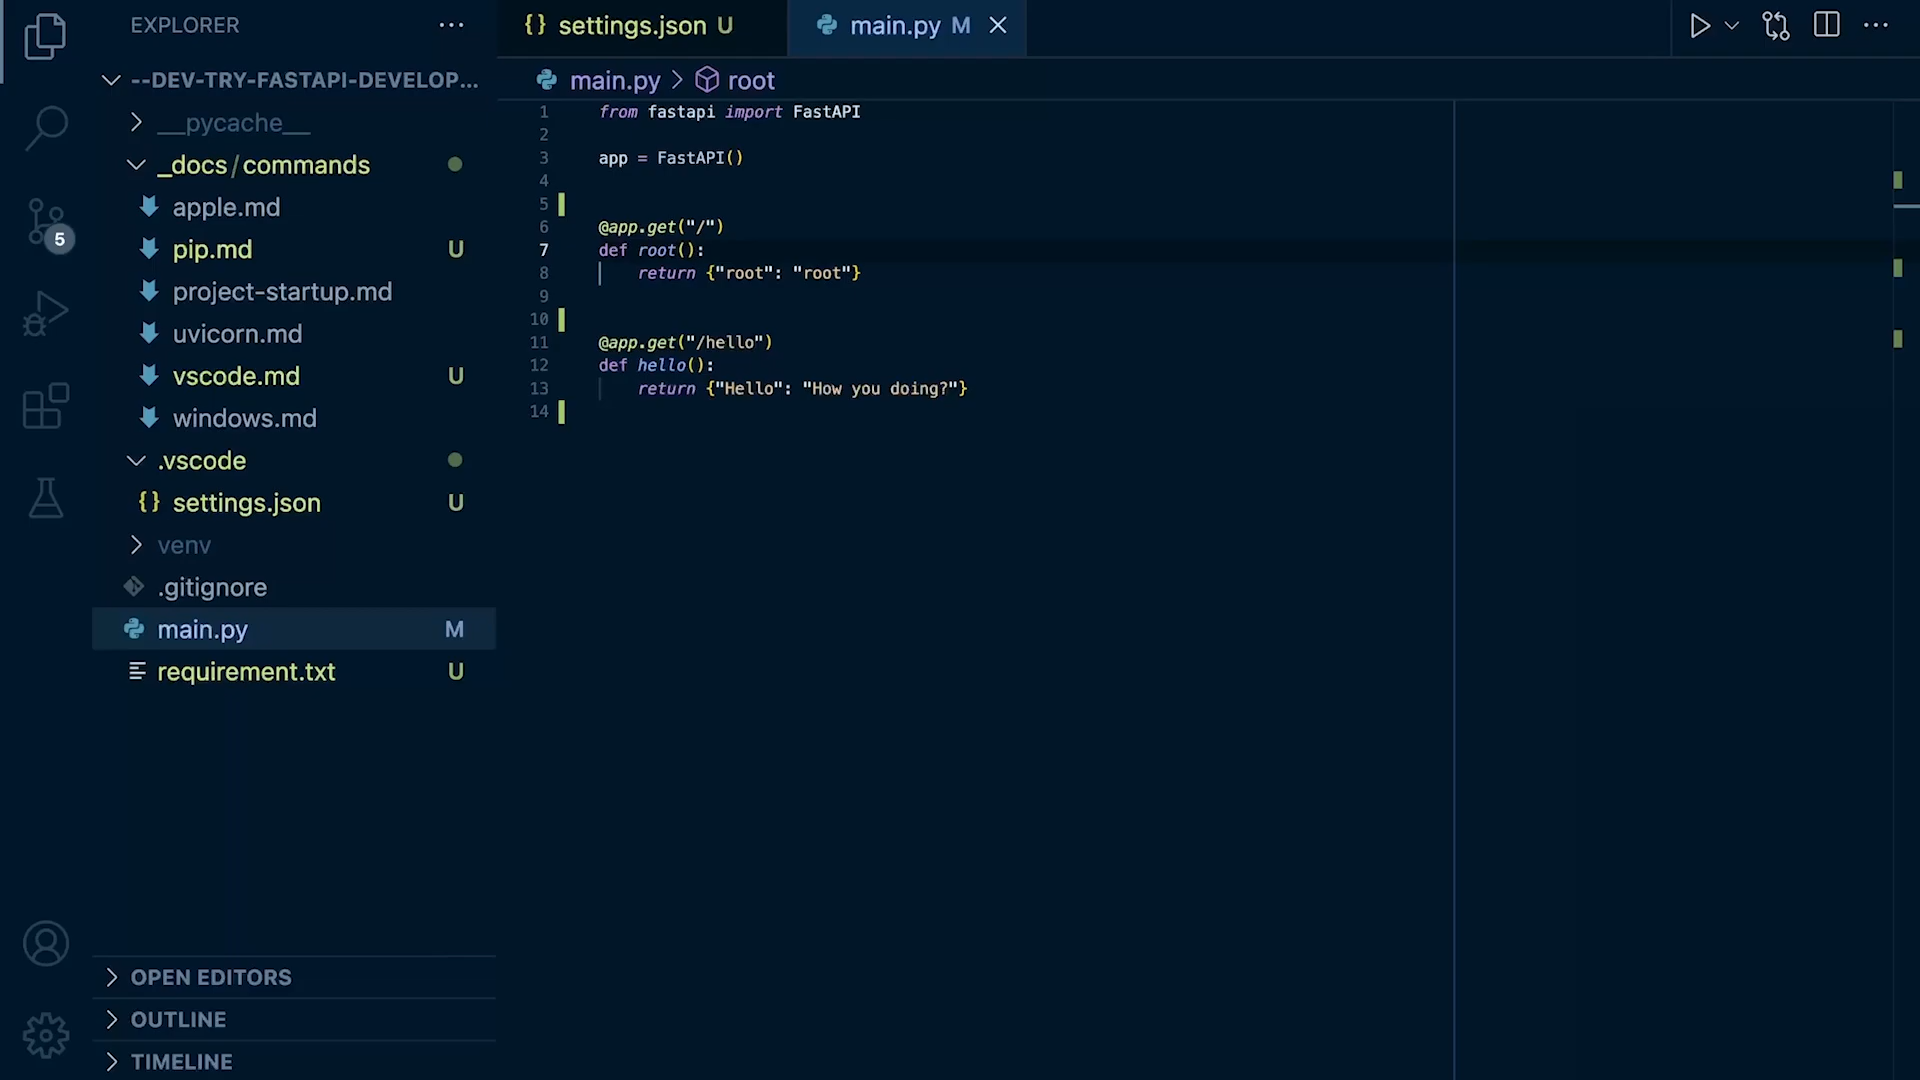 EXPLORER
--DEV-TRY-FASTAPI-DEVELOP...
__pycache__
_docs/commands
apple.md
pip.md U
project-startup.md
uvicorn.md
vscode.md U
windows.md
.vscode
{} settings.json U
venv
.gitignore
main.py M
requirement.txt U
OPEN EDITORS
OUTLINE
TIMELINE
5
{} settings.json U
main.py M
main.py > root
1 from fastapi import FastAPI
2
3 app = FastAPI()
4
5
6 @app.get("/")
7 def root():
8     return {"root": "root"}
9
10
11 @app.get("/hello")
12 def hello():
13     return {"Hello": "How you doing?"}
14